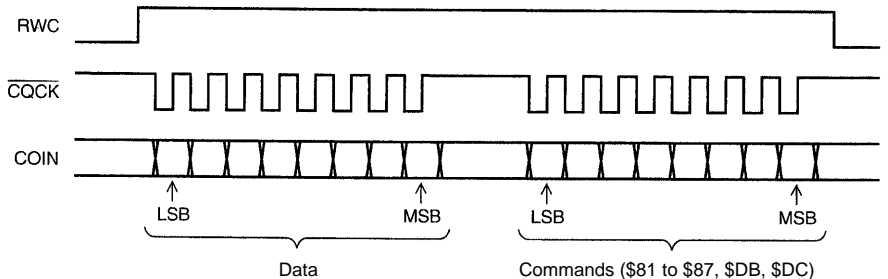 RWC
CQCK
COIN
LSB MSB LSB MSB
Data Commands ($81 to $87, $DB, $DC)